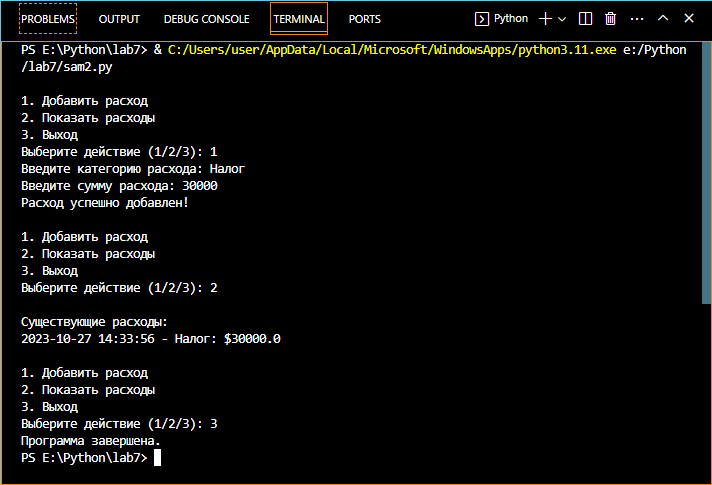 PROBLEMS OUTPUT DEBUG CONSOLE TERMINAL PORTS Python
PS E:\Python\lab7> & C:/Users/user/AppData/Local/Microsoft/WindowsApps/python3.11.exe e:/Python
/lab7/sam2.py
1. Добавить расход
2. Показать расходы
3. Выход
Выберите действие (1/2/3): 1
Введите категорию расхода: Налог
Введите сумму расхода: 30000
Расход успешно добавлен!
1. Добавить расход
2. Показать расходы
3. Выход
Выберите действие (1/2/3): 2
Существующие расходы:
2023-10-27 14:33:56 - Налог: $30000.0
1. Добавить расход
2. Показать расходы
3. Выход
Выберите действие (1/2/3): 3
Программа завершена.
PS E:\Python\lab7>